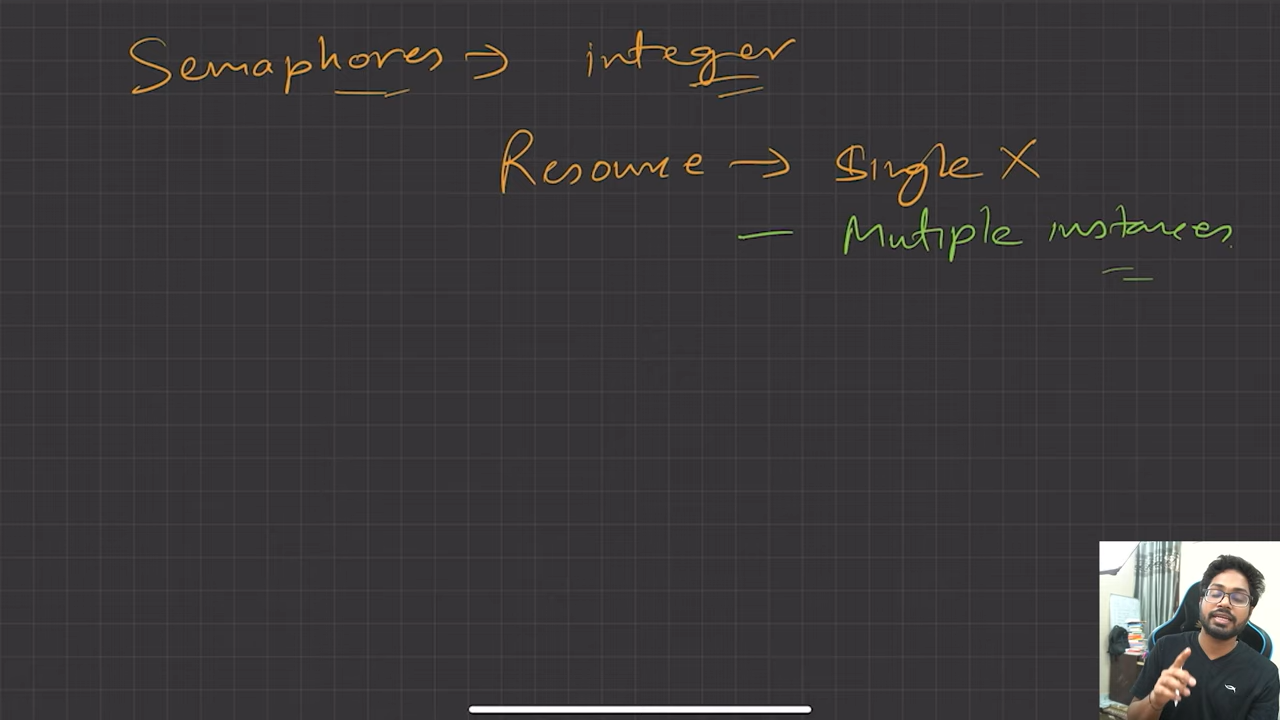 Semaphores → integer
Resource → Single X
— Mutiple instances